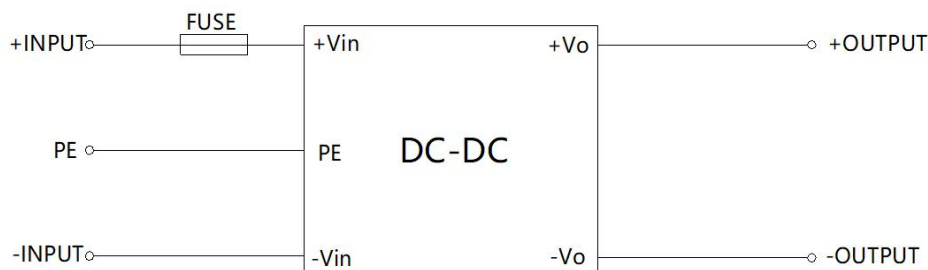 FUSE
+INPUT +Vin +Vo +OUTPUT
PE PE DC-DC
-INPUT -Vin -Vo -OUTPUT